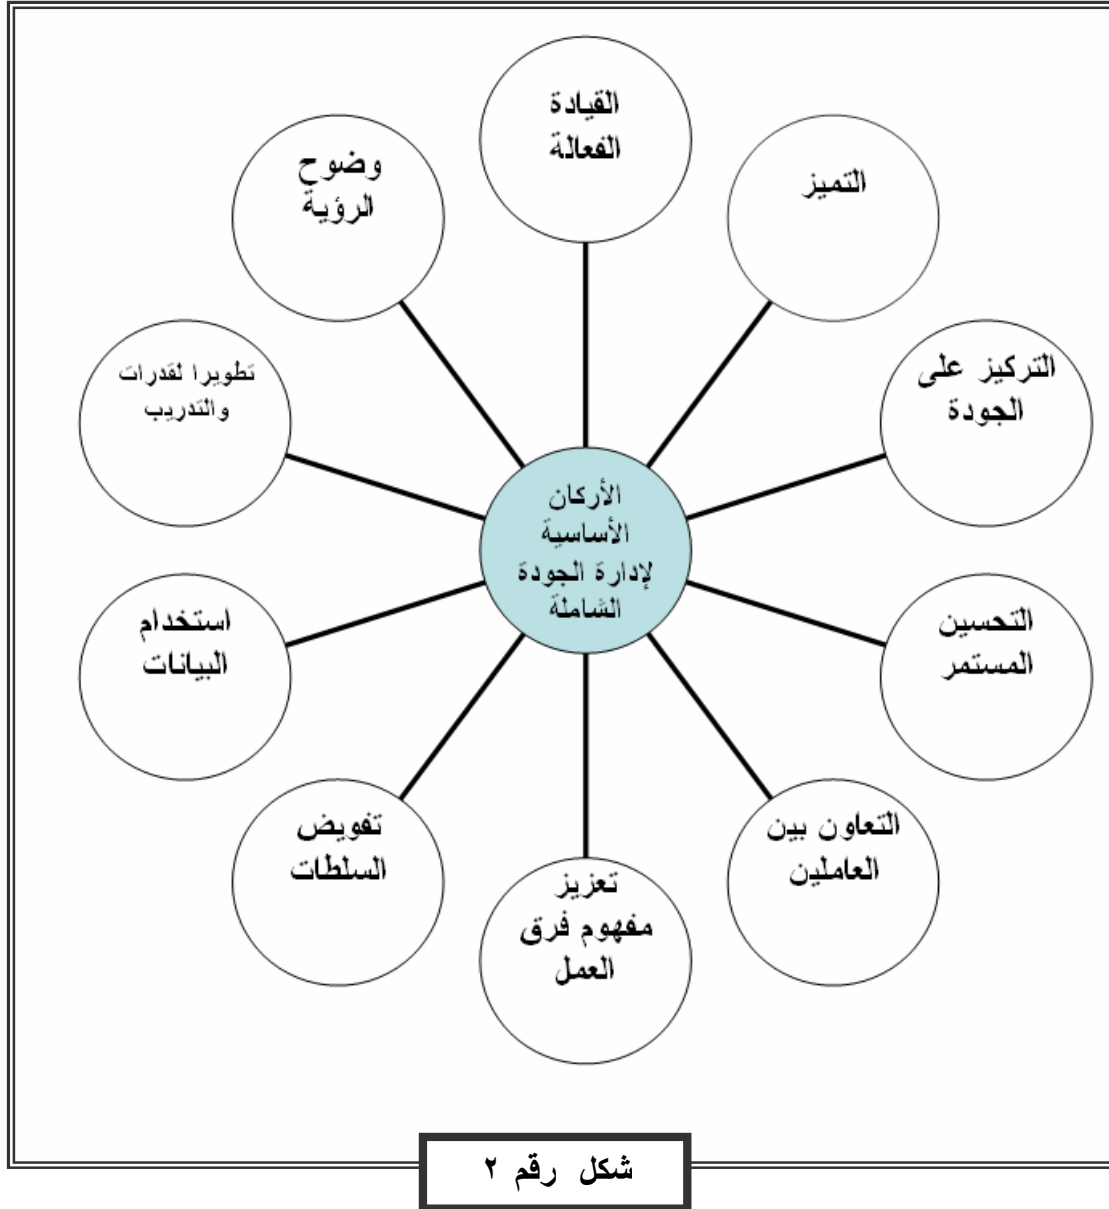 القيادة
الفعالة
التميز
وضوح
الرؤية
التركيز على
الجودة
تطويرا لقدرات
والتدريب
الأركان
الأساسية
لإدارة الجودة
الشاملة
التحسين
المستمر
استخدام
البيانات
التعاون بين
العاملين
تفويض
السلطات
تعزيز
مفهوم فرق
العمل
شكل رقم ٢